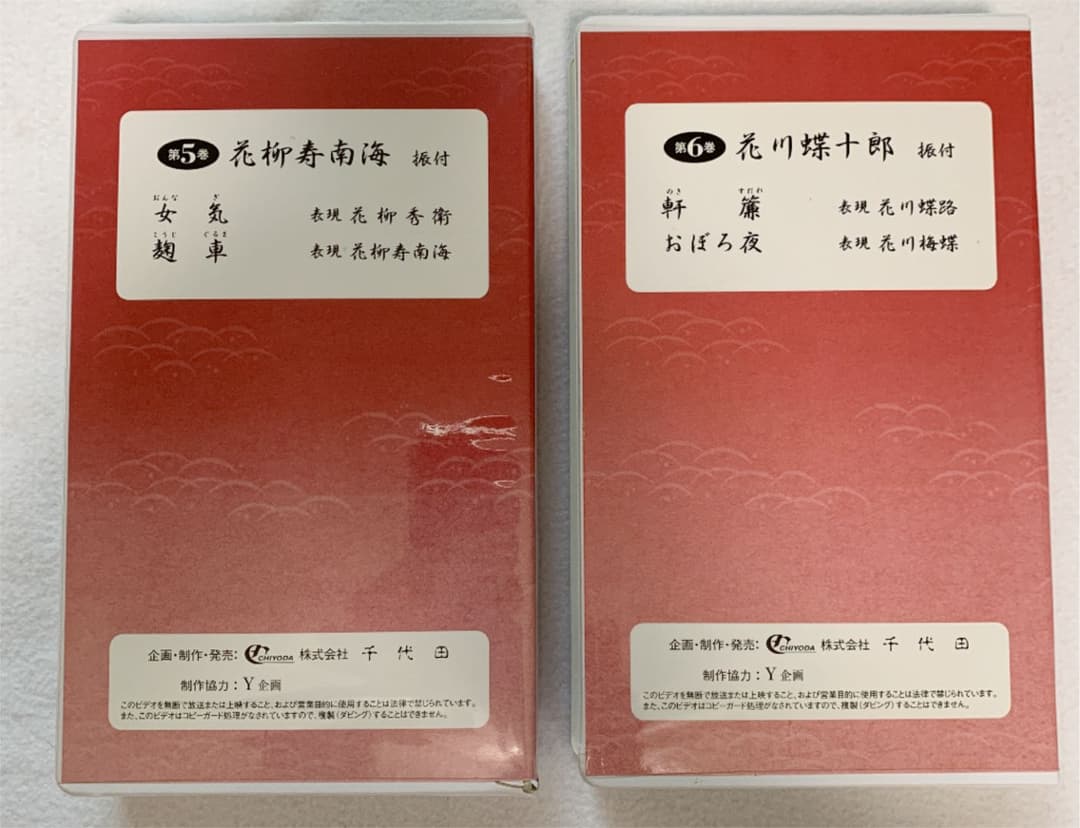 第5巻 花柳寿南海 振付
おんな ぎ
女気 表現 花柳秀衛
こうじ ぐるま
麹車 表現 花柳寿南海
企画・制作・発売: CHIYODA 株式会社 千代田
制作協力:Y企画
このビデオを無断で放送または上映すること、および営業目的に使用することは法律で禁じられています。
また、このビデオはコピーガード処理がなされていますので、複製(ダビング)することはできません。
第6巻 花川蝶十郎 振付
のき すだれ
軒簾 表現 花川蝶路
おぼろ夜 表現 花川梅蝶
企画・制作・発売: CHIYODA 株式会社 千代田
制作協力:Y企画
このビデオを無断で放送または上映すること、および営業目的に使用することは法律で禁じられています。
また、このビデオはコピーガード処理がなされていますので、複製(ダビング)することはできません。